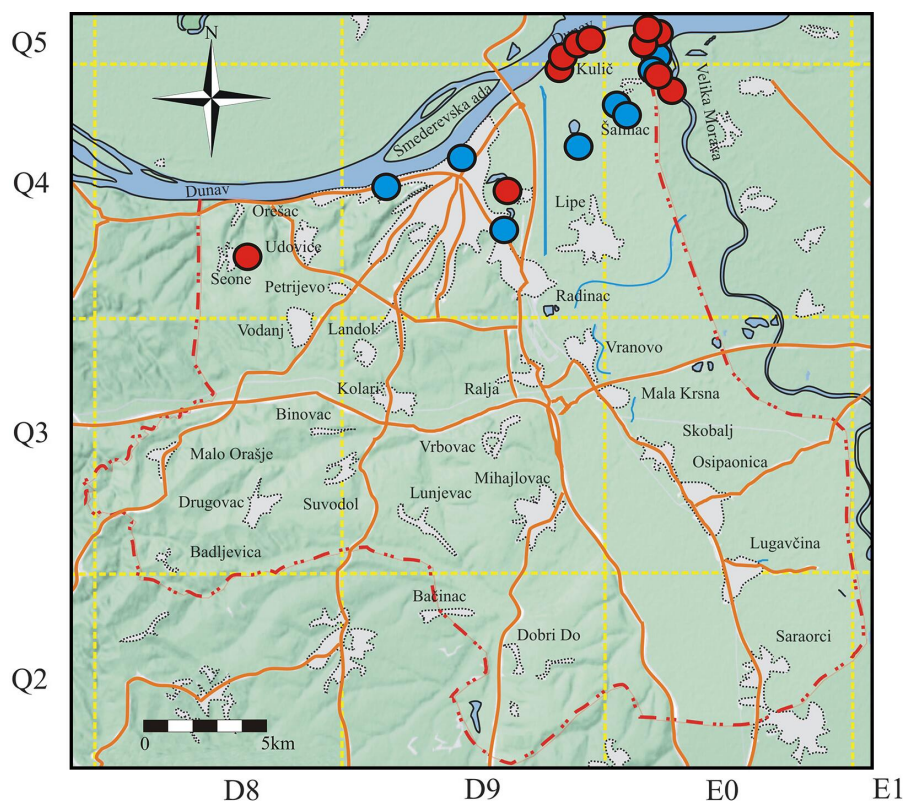 Q5
N
Dunav
Kulič
Velika Morava
Smederevska ada
Šalinac
Q4
Dunav
Orešac
Lipe
Udovice
Seone
Petrijevo
Radinac
Vodanj
Landol
Vranovo
Kolari
Ralja
Mala Krsna
Binovac
Q3
Skobalj
Vrbovac
Malo Orašje
Osipaonica
Mihajlovac
Drugovac
Suvodol
Lunjevac
Badljevica
Lugavčina
Bačinac
Dobri Do
Saraorci
Q2
0
5km
D8
D9
E0
E1